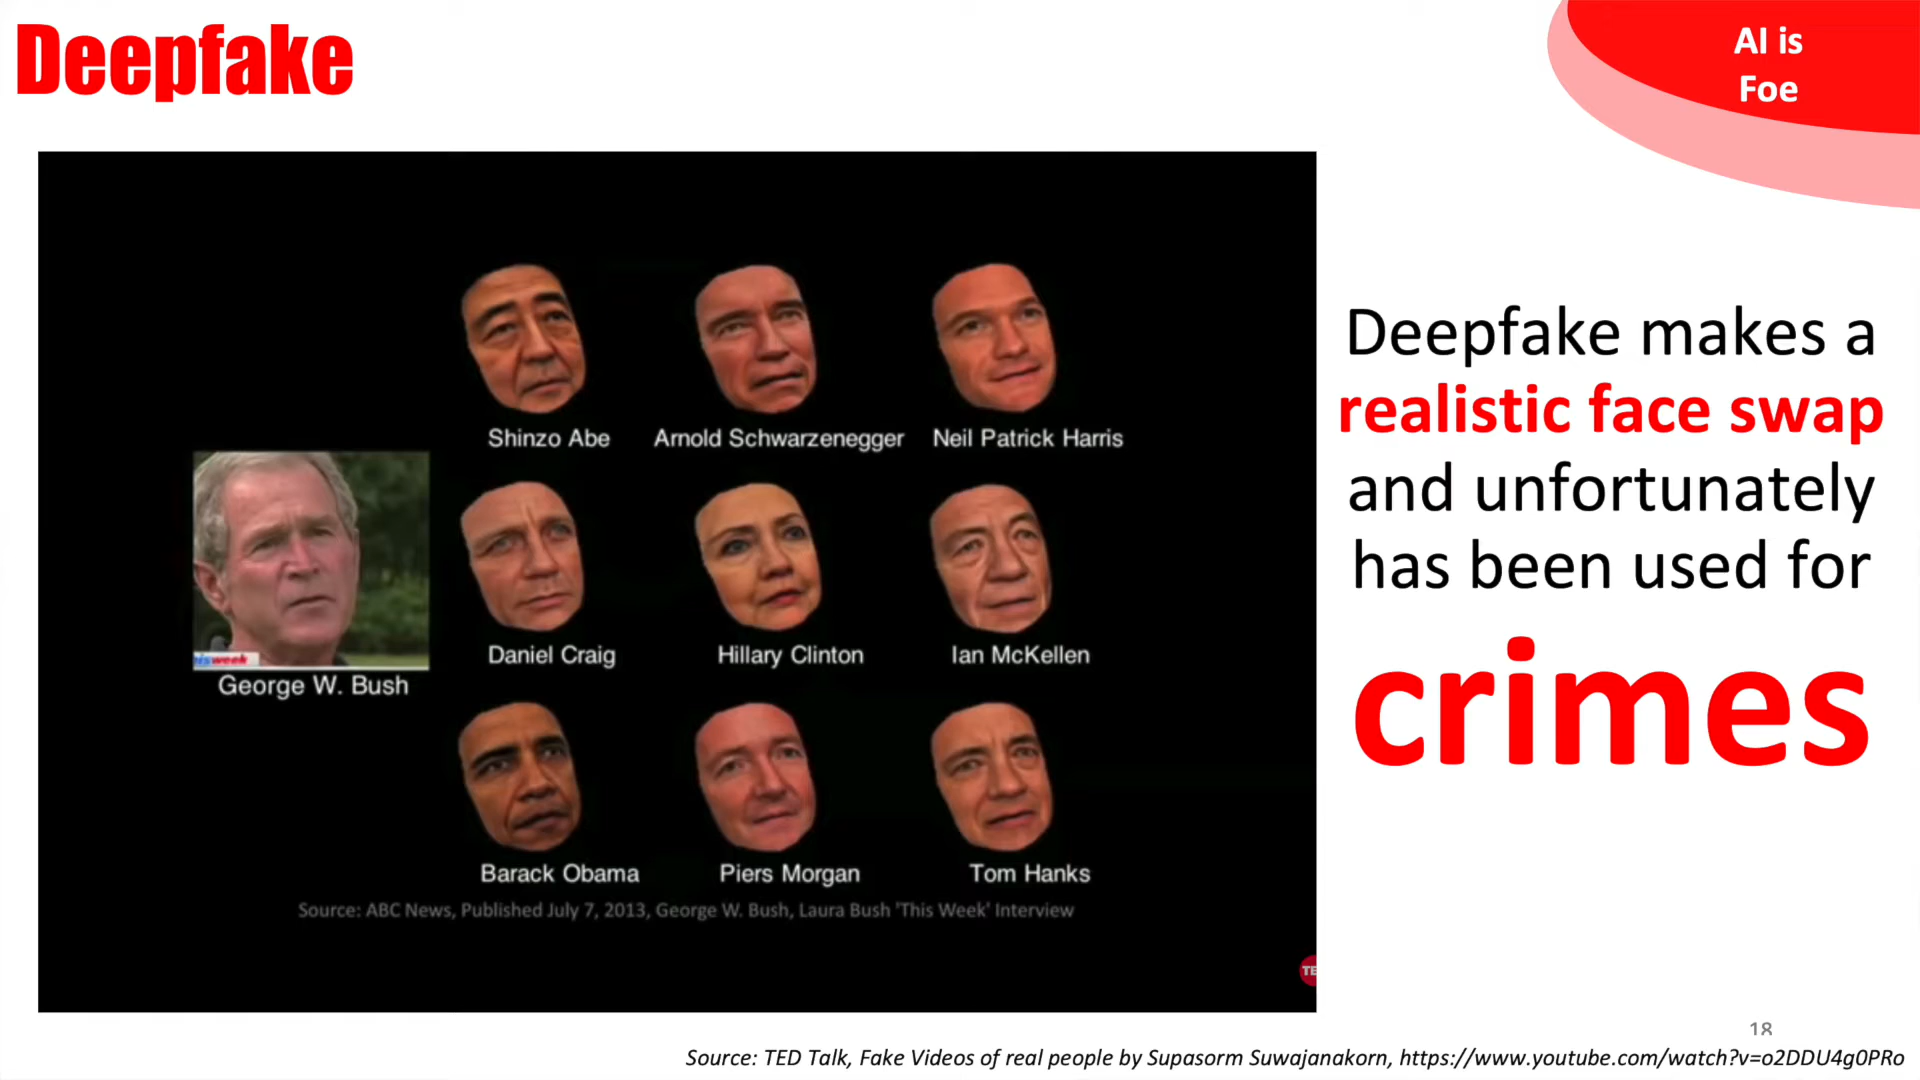 Deepfake
AI is
Foe
Shinzo Abe
Arnold Schwarzenegger
Neil Patrick Harris
isweek
George W. Bush
Daniel Craig
Hillary Clinton
Ian McKellen
Barack Obama
Piers Morgan
Tom Hanks
Source: ABC News, Published July 7, 2013, George W. Bush, Laura Bush 'This Week' Interview
TE
Deepfake makes a
realistic face swap
and unfortunately
has been used for
crimes
18
Source: TED Talk, Fake Videos of real people by Supasorm Suwajanakorn, https://www.youtube.com/watch?v=o2DDU4g0PRo